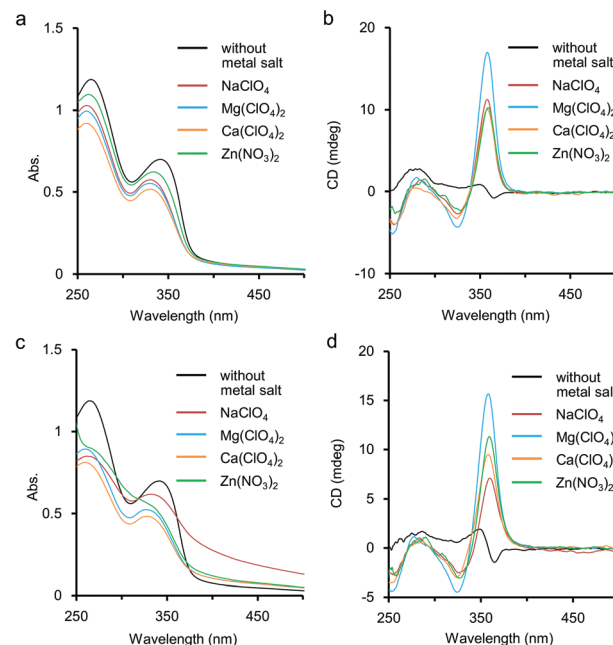 a
1.5
1
0.5
0
Abs.
250
350
450
Wavelength (nm)
without
metal salt
NaClO4
Mg(ClO4)2
Ca(ClO4)2
Zn(NO3)2
b
20
10
0
-10
CD (mdeg)
250
350
450
Wavelength (nm)
without
metal salt
NaClO4
Mg(ClO4)2
Ca(ClO4)2
Zn(NO3)2
c
1.5
1
0.5
0
Abs.
250
350
450
Wavelength (nm)
without
metal salt
NaClO4
Mg(ClO4)2
Ca(ClO4)2
Zn(NO3)2
d
20
15
10
5
0
-5
CD (mdeg)
250
350
450
Wavelength (nm)
without
metal salt
NaClO4
Mg(ClO4)
Ca(ClO4)
Zn(NO3)2